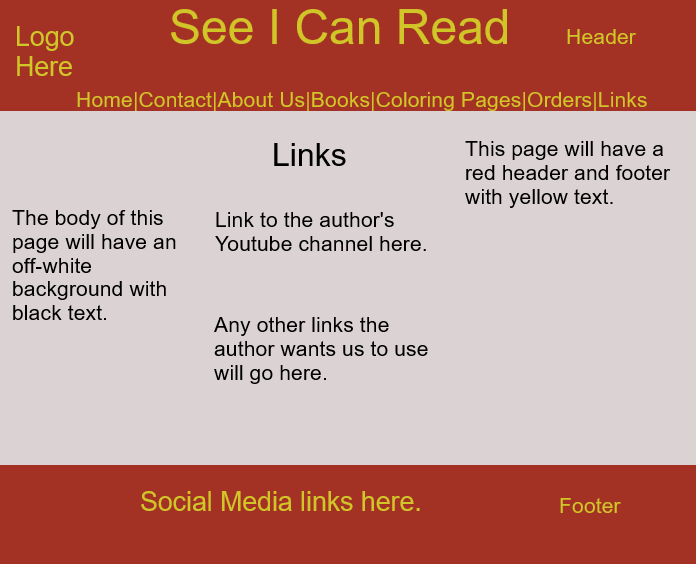 Logo
Here
See I Can Read
Header
Home|Contact|About Us|Books|Coloring Pages|Orders|Links
Links
This page will have a
red header and footer
with yellow text.
The body of this
page will have an
off-white
background with
black text.
Link to the author's
Youtube channel here.
Any other links the
author wants us to use
will go here.
Social Media links here.
Footer